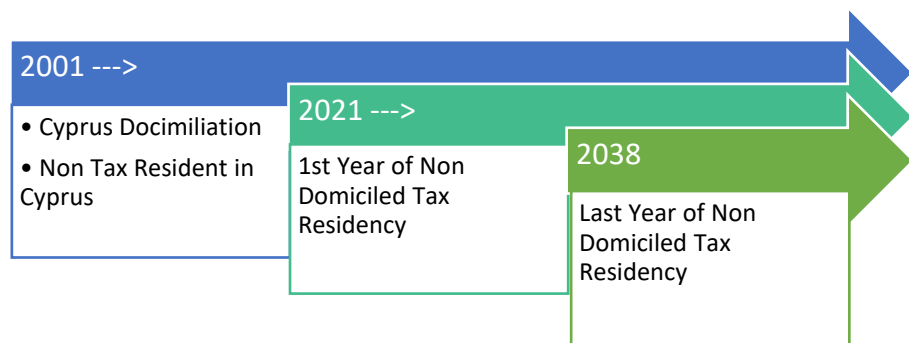 2001 --->
• Cyprus Docimiliation
• Non Tax Resident in
Cyprus
2021 --->
1st Year of Non
Domiciled Tax
Residency
2038
Last Year of Non
Domiciled Tax
Residency